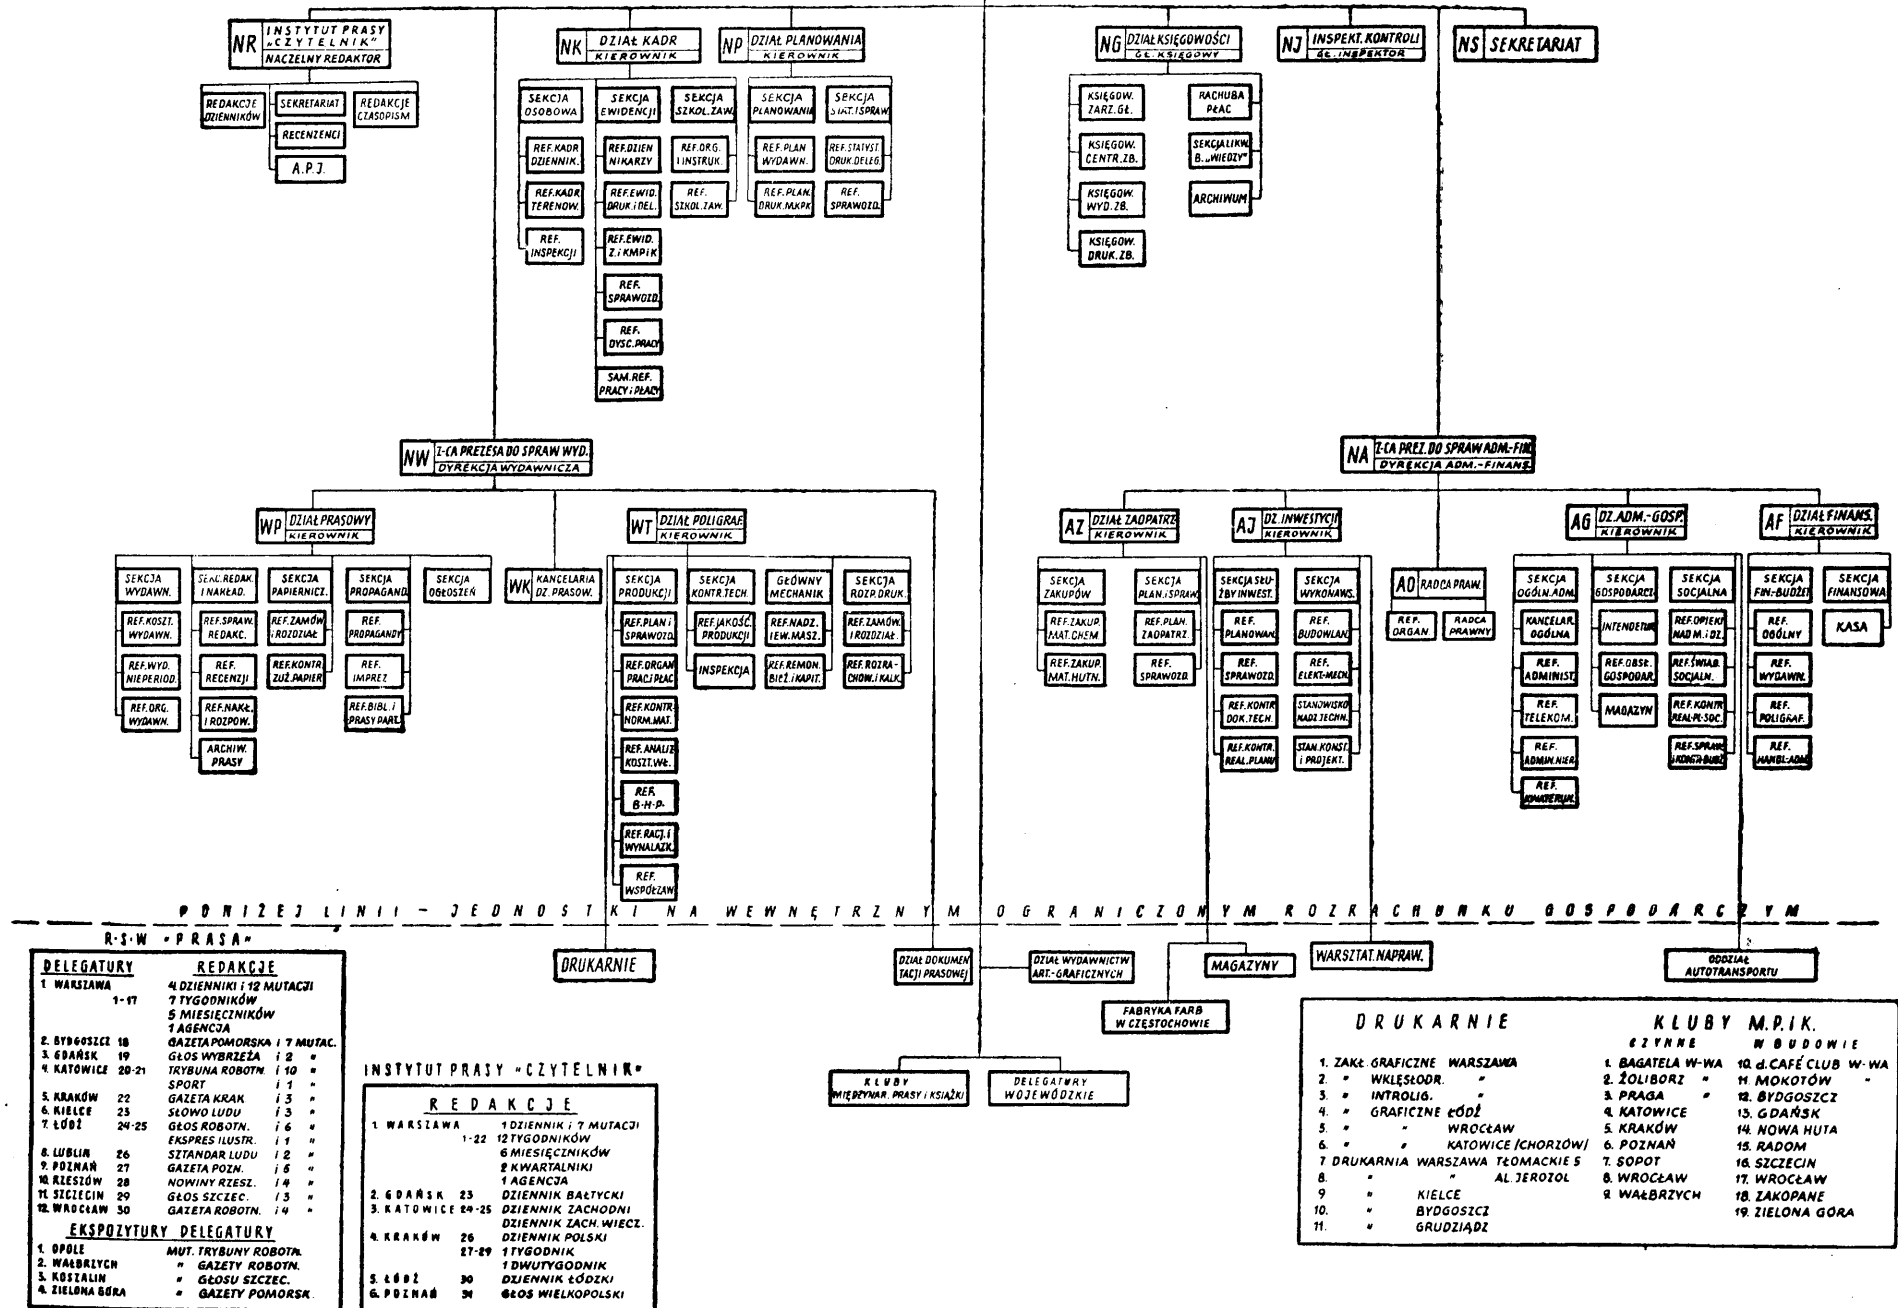 NR INSTYTUT PRASY
„CZYTELNIK"
NACZELNY REDAKTOR
REDAKCJE
DZIENNIKÓW
SEKRETARIAT
RECENZENCI
A.P.J.
REDAKCJE
CZASOPISM
NK DZIAŁ KADR
KIEROWNIK
SEKCJA
OSOBOWA
REF.KADR
DZIENNIK.
REF.KADR
TERENOW.
REF.
INSPEKCJI
SEKCJA
EWIDENCJI
REF.DZIEN
NIKARZY
REF.EWID.
DRUK.i DEL.
REF.EWID.
Z.i KMPiK
REF.
SPRAWOZD.
REF.
DYSC.PRACY
SAM.REF.
PRACY i PŁACY
SEKCJA
SZKOL.ZAW.
REF.ORG.
I INSTRUK.
REF.
SZKOL.ZAW.
NP DZIAŁ PLANOWANIA
KIEROWNIK
SEKCJA
PLANOWANIA
REF.PLAN
WYDAWN.
REF.PLAN.
DRUK.MKPK
SEKCJA
STAT.I SPRAW.
REF.STATYST.
DRUK.DELEG.
REF.
SPRAWOZD.
NG DZIAŁ KSIĘGOWOŚCI
GŁ.KSIĘGOWY
KSIĘGOW.
ZARZ.GŁ.
KSIĘGOW.
CENTR.ZB.
KSIĘGOW.
WYD.ZB.
KSIĘGOW.
DRUK.ZB.
RACHUBA
PŁAC
SEKCJA LIKW.
B.„WIEDZY"
ARCHIWUM
NJ INSPEKT. KONTROLI
GŁ.INSPEKTOR
NS SEKRETARIAT
NW Z-CA PREZESA DO SPRAW WYD.
DYREKCJA WYDAWNICZA
NA Z-CA PREZ. DO SPRAW ADM.-FIN.
DYREKCJA ADM.-FINANS.
WP DZIAŁ PRASOWY
KIEROWNIK
SEKCJA
WYDAWN.
REF.KOSZT.
WYDAWN.
REF.WYD.
NIEPERIOD.
REF.ORG.
WYDAWN.
SEKC.REDAK.
I NAKŁAD.
REF.SPRAW.
REDAKC.
REF.
RECENZJI
REF.NAKŁ.
I ROZPOW.
ARCHIW.
PRASY
SEKCJA
PAPIERNICZ.
REF.ZAMÓW
i ROZDZIAŁ
REF.KONTR.
ZUŻ.PAPIER
SEKCJA
PROPAGAND.
REF.
PROPAGANDY
REF.
IMPREZ
REF.BIBL.i
PRASY PART.
SEKCJA
OGŁOSZEŃ
WK KANCELARIA
DZ. PRASOW.
WT DZIAŁ POLIGRAF.
KIEROWNIK
SEKCJA
PRODUKCJI
REF.PLAN i
SPRAWOZD.
REF.ORGAN
PRAC.i PŁAC
REF.KONTR.
NORM.MAT.
REF.ANALIZ
KOSZT.WŁ.
REF.
B-H-P.
REF.RACJ.i
WYNALAZK.
REF.
WSPÓŁZAW.
SEKCJA
KONTR.TECH.
REF.JAKOŚĆ.
PRODUKCJI
INSPEKCJA
GŁÓWNY
MECHANIK
REF.NADZ.
I EW.MASZ.
REF.REMON.
BIEŻ.i KAPIT.
SEKCJA
ROZP.DRUK.
REF.ZAMÓW.
i ROZDZIAŁ.
REF.ROZRA-
CHOW.i KALK.
AZ DZIAŁ ZAOPATRZ.
KIEROWNIK
SEKCJA
ZAKUPÓW
REF.ZAKUP.
MAT.CHEM.
REF.ZAKUP.
MAT.HUTN.
SEKCJA
PLAN.i SPRAW.
REF.PLAN.
ZAOPATRZ.
REF.
SPRAWOZD.
AJ DZ.INWESTYCJI
KIEROWNIK
SEKCJA SŁU-
ŻBY INWEST.
REF.
PLANOWAN.
REF.
SPRAWOZD.
REF.KONTR
DOK.TECH.
REF.KONTR.
REAL.PLANU
SEKCJA
WYKONAWS.
REF.
BUDOWLAN.
REF.
ELEKT-MECH.
STANOWISKO
NADZ.TECHN.
STAN.KONST.
i PROJEKT.
AO RADCA PRAW.
REF.
ORGAN.
RADCA
PRAWNY
AG DZ.ADM.-GOSP.
KIEROWNIK
SEKCJA
OGÓLN.ADM.
KANCELAR.
OGÓLNA
REF.
ADMINIST.
REF.
TELEKOM.
REF.
ADMIN.NIER.
REF.
KWATERUN.
SEKCJA
GOSPODARCZ.
INTENDENTUR
REF.OBSŁ.
GOSPODAR.
MAGAZYN
SEKCJA
SOCJALNA
REF.OPIEKI
NAD M.i DZ.
REF.ŚWIAD.
SOCJALN.
REF.KONTR
REAL-PL-SOC.
REF.SPRAW.
AF DZIAŁ FINANS.
KIEROWNIK
SEKCJA
FIN.-BUDŻET.
REF.
OGÓLNY
REF.
WYDAWN.
REF.
POLIGRAF.
REF.
HANDL-ADM.
SEKCJA
FINANSOWA
KASA
PONIŻEJ LINII – JEDNOSTKI NA WEWNĘTRZNYM OGRANICZONYM ROZRACHUNKU GOSPODARCZYM
DRUKARNIE
DZIAŁ DOKUMEN
TACJI PRASOWEJ
DZIAŁ WYDAWNICTW
ART.-GRAFICZNYCH
MAGAZYNY
FABRYKA FARB
W CZĘSTOCHOWIE
WARSZTAT.NAPRAW.
ODDZIAŁ
AUTOTRANSPORTU
KLUBY
MIĘDZYNAR. PRASY i KSIĄŻKI
DELEGATURY
WOJEWÓDZKIE
R-S-W "PRASA"
DELEGATURY REDAKCJE
1. WARSZAWA 4 DZIENNIKI i 12 MUTACJI
1-17 7 TYGODNIKÓW
5 MIESIĘCZNIKÓW
1 AGENCJA
2. BYDGOSZCZ 18 GAZETA POMORSKA i 7 MUTAC.
3. GDAŃSK 19 GŁOS WYBRZEŻA i 2 "
4. KATOWICE 20-21 TRYBUNA ROBOTN. i 10 "
SPORT i 1 "
5. KRAKÓW 22 GAZETA KRAK i 3 "
6. KIELCE 23 SŁOWO LUDU i 3 "
7. ŁÓDŹ 24-25 GŁOS ROBOTN. i 6 "
EKSPRES ILUSTR. i 1 "
8. LUBLIN 26 SZTANDAR LUDU i 2 "
9. POZNAŃ 27 GAZETA POZN. i 5 "
10. RZESZÓW 28 NOWINY RZESZ. i 4 "
11. SZCZECIN 29 GŁOS SZCZEC. i 3 "
12. WROCŁAW 30 GAZETA ROBOTN. i 4 "
EKSPOZYTURY DELEGATURY
1. OPOLE MUT. TRYBUNY ROBOTN.
2. WAŁBRZYCH " GAZETY ROBOTN.
3. KOSZALIN " GŁOSU SZCZEC.
4. ZIELONA GÓRA " GAZETY POMORSK.
INSTYTUT PRASY "CZYTELNIK"
REDAKCJE
1. WARSZAWA 1 DZIENNIK i 7 MUTACJI
1-22 12 TYGODNIKÓW
6 MIESIĘCZNIKÓW
2 KWARTALNIKI
1 AGENCJA
2. GDAŃSK 23 DZIENNIK BAŁTYCKI
3. KATOWICE 24-25 DZIENNIK ZACHODNI
DZIENNIK ZACH. WIECZ.
4. KRAKÓW 26 DZIENNIK POLSKI
27-29 1 TYGODNIK
1 DWUTYGODNIK
5. ŁÓDŹ 30 DZIENNIK ŁÓDZKI
6. POZNAŃ 31 GŁOS WIELKOPOLSKI
DRUKARNIE
1. ZAKŁ. GRAFICZNE WARSZAWA
2. " WKLĘSŁODR. "
3. " INTROLIG. "
4. " GRAFICZNE ŁÓDŹ
5. " " WROCŁAW
6. " " KATOWICE /CHORZÓW/
7 DRUKARNIA WARSZAWA TŁOMACKIE 5
8. " " AL. JEROZOL
9 " KIELCE
10. " BYDGOSZCZ
11. " GRUDZIĄDZ
KLUBY M.P.iK.
CZYNNE
1. BAGATELA W-WA
2. ŻOLIBORZ "
3. PRAGA "
4. KATOWICE
5. KRAKÓW
6. POZNAŃ
7. SOPOT
8. WROCŁAW
9. WAŁBRZYCH
W BUDOWIE
10. d.CAFÉ CLUB W-WA
11. MOKOTÓW "
12. BYDGOSZCZ
13. GDAŃSK
14. NOWA HUTA
15. RADOM
16. SZCZECIN
17. WROCŁAW
18. ZAKOPANE
19. ZIELONA GÓRA